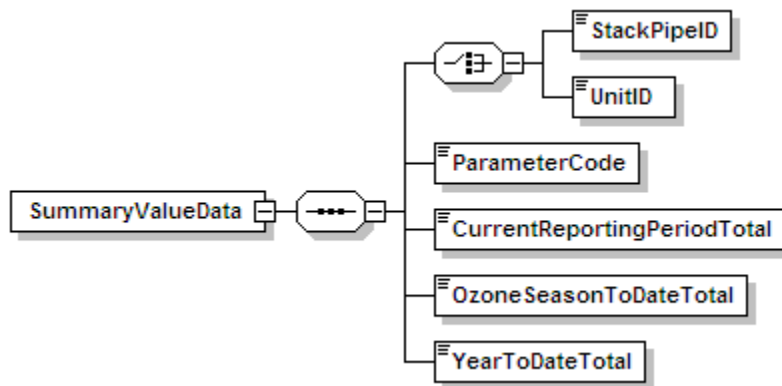 StackPipeID
UnitID
ParameterCode
SummaryValueData
CurrentReportingPeriodTotal
OzoneSeasonToDateTotal
YearToDateTotal